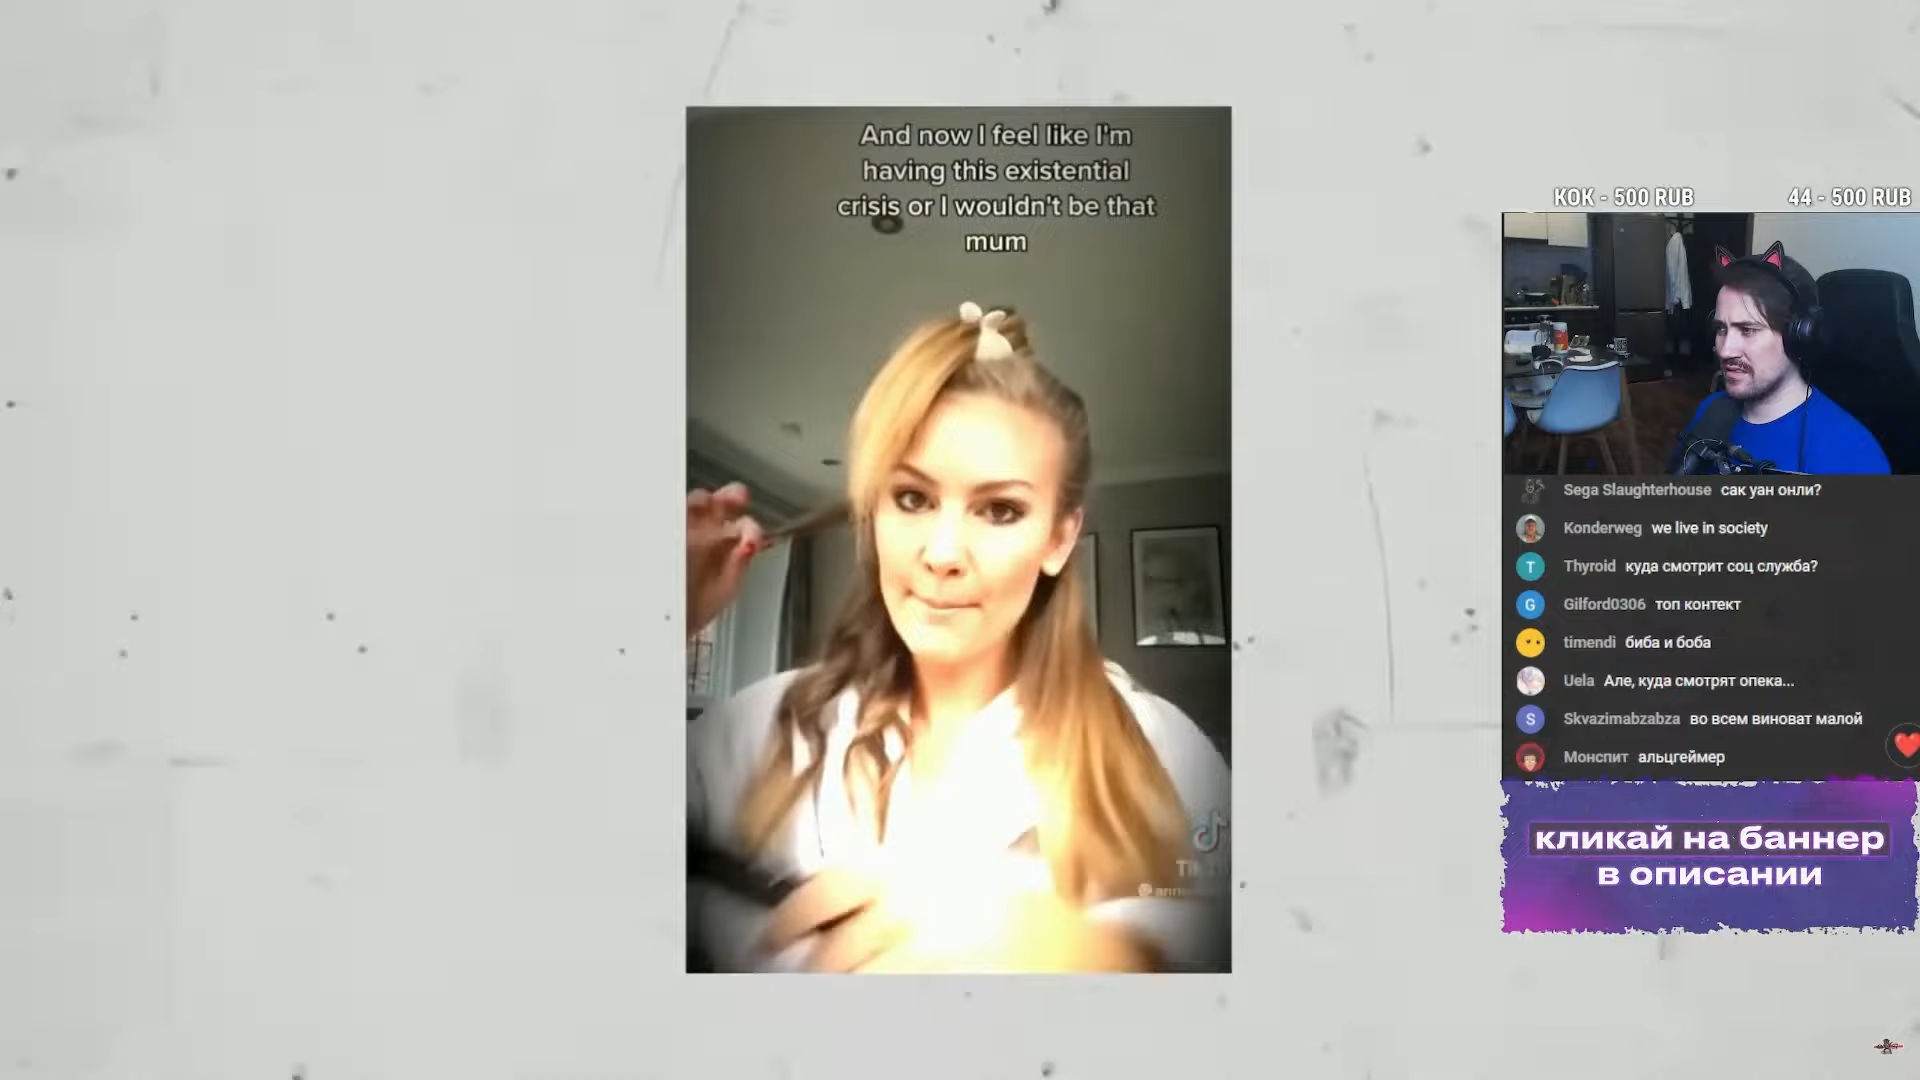 And now I feel like I'm
having this existential
crisis or I wouldn't be that
mum
КОК - 500 RUB
44 - 500 RUB
Sega Slaughterhouse сак уан онли?
Konderweg we live in society
T Thyroid куда смотрит соц служба?
G Gilford0306 топ контект
timendi биба и боба
Uela Але, куда смотрят опека...
S Skvazimabzabza во всем виноват малой
Монспит альцгеймер
кликай на баннер
в описании